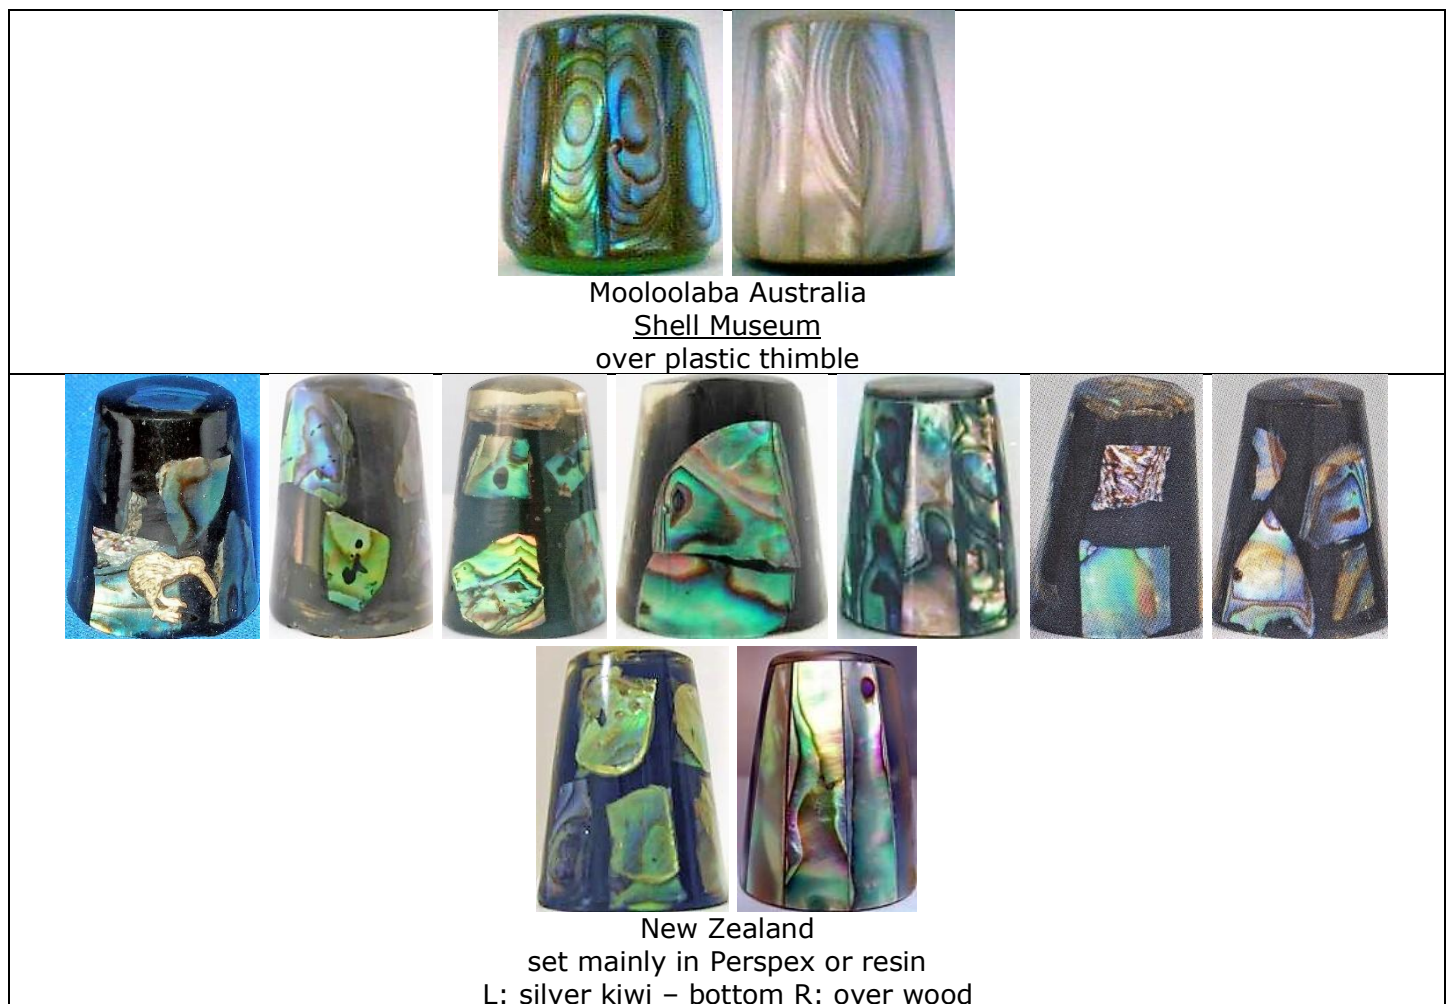 Mooloolaba Australia
Shell Museum
over plastic thimble
New Zealand
set mainly in Perspex or resin
L: silver kiwi – bottom R: over wood